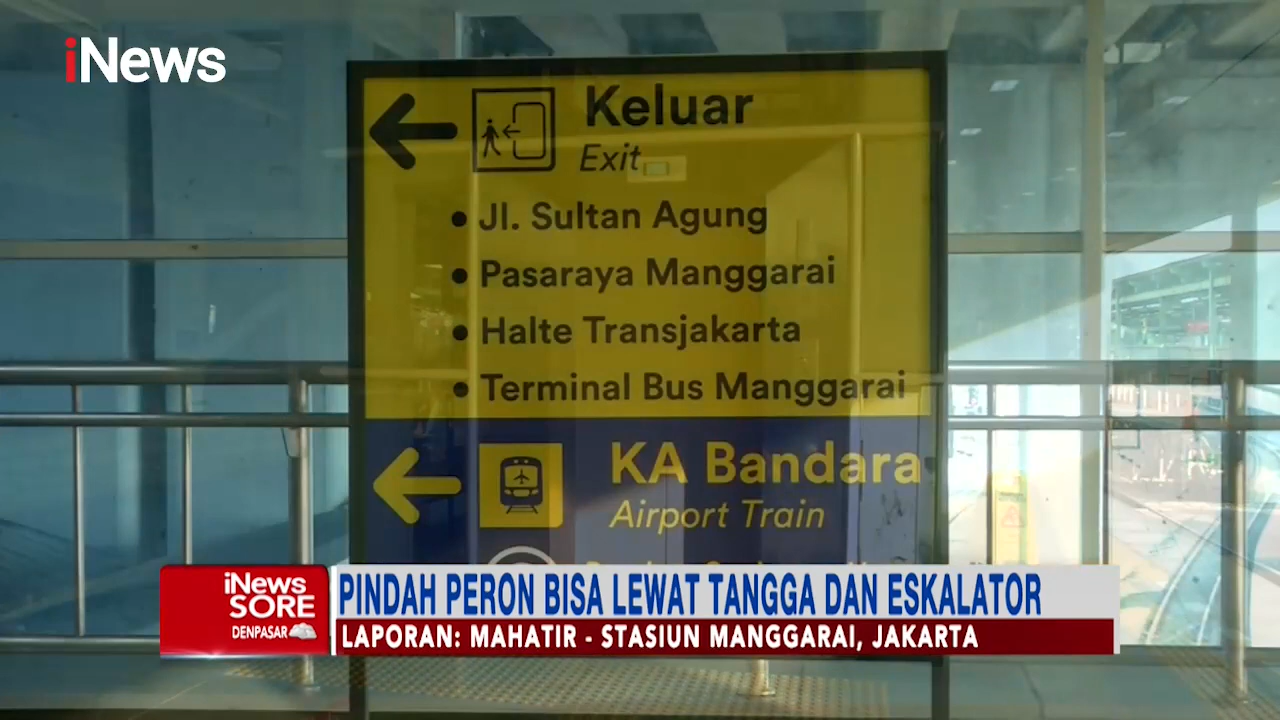 iNews
Keluar
Exit
Jl. Sultan Agung
Pasaraya Manggarai
Halte Transjakarta
Terminal Bus Manggarai
KA Bandara
Airport Train
iNews
SORE
DENPASAR
PINDAH PERON BISA LEWAT TANGGA DAN ESKALATOR
LAPORAN: MAHATIR - STASIUN MANGGARAI, JAKARTA